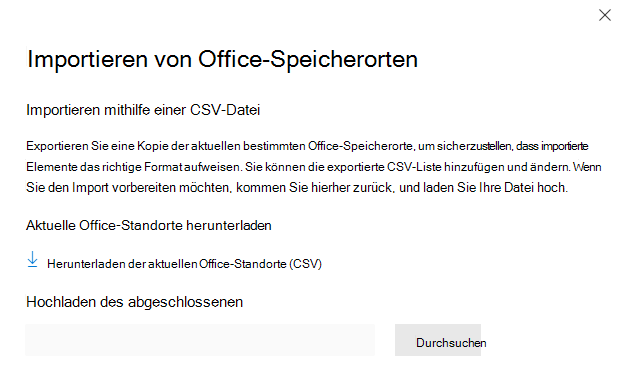 Importieren von Office-Speicherorten
Importieren mithilfe einer CSV-Datei
Exportieren Sie eine Kopie der aktuellen bestimmten Office-Speicherorte, um sicherzustellen, dass importierte
Elemente das richtige Format aufweisen. Sie können die exportierte CSV-Liste hinzufügen und ändern. Wenn
Sie den Import vorbereiten möchten, kommen Sie hierher zurück, und laden Sie Ihre Datei hoch.
Aktuelle Office-Standorte herunterladen
Herunterladen der aktuellen Office-Standorte (CSV)
Hochladen des abgeschlossenen
Durchsuchen